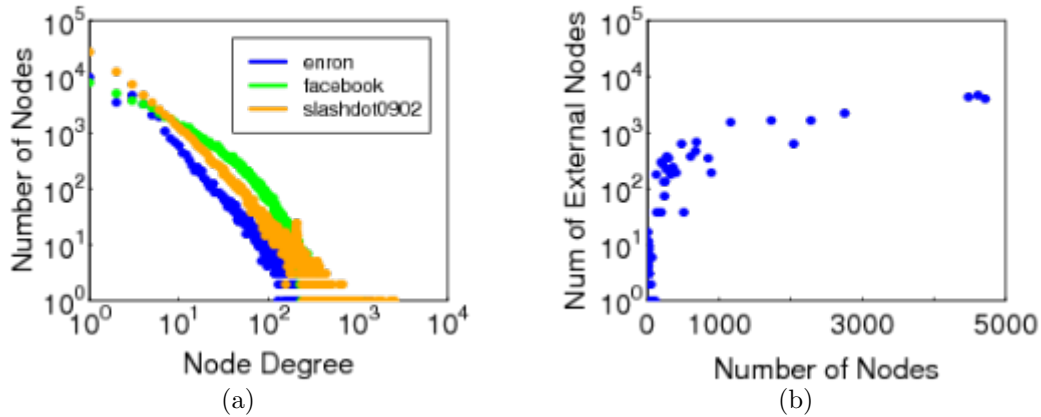 10^5
10^4
10^3
10^2
10^1
10^0
Number of Nodes
enron
facebook
slashdot0902
10^0 10^1 10^2 10^3 10^4
Node Degree
(a)
10^5
10^4
10^3
10^2
10^1
10^0
Num of External Nodes
0 1000 3000 5000
Number of Nodes
(b)